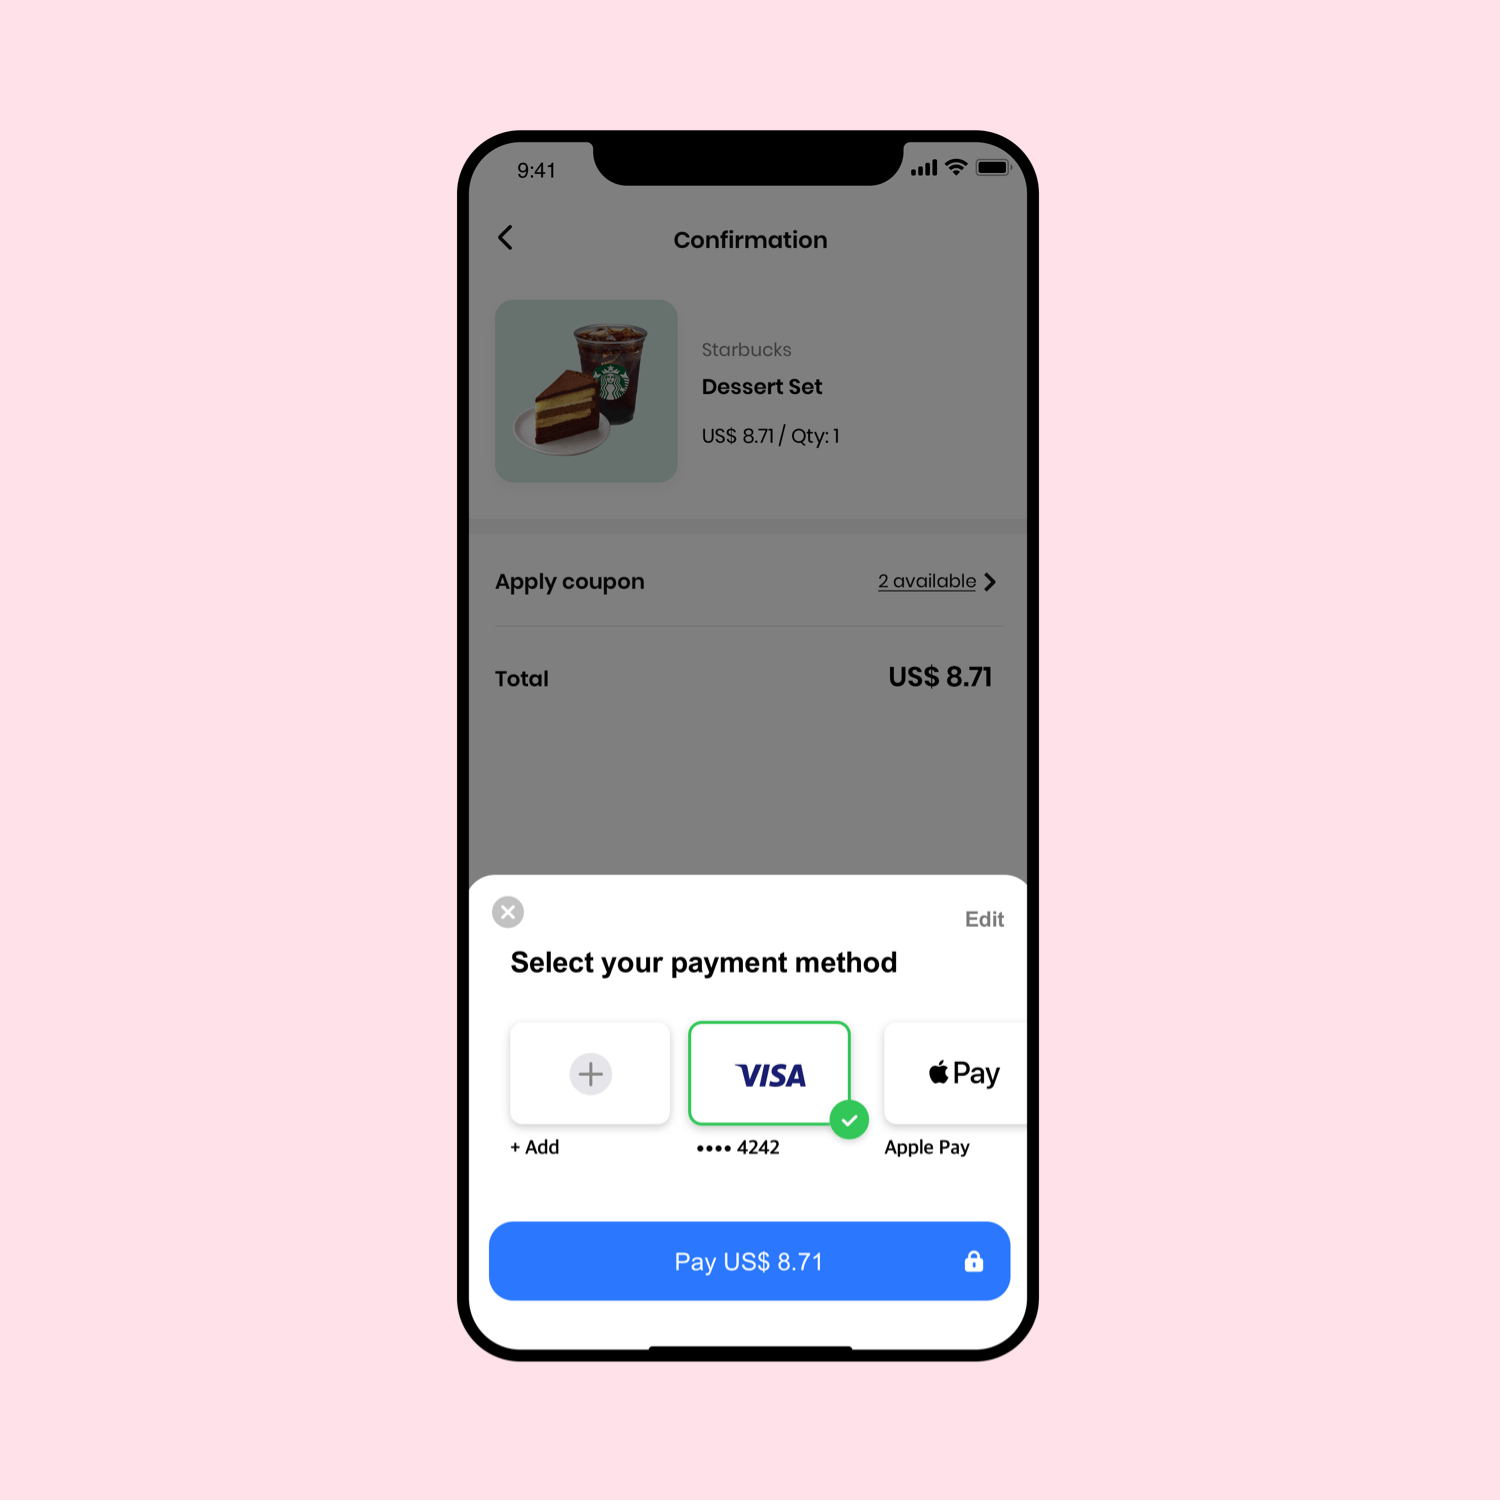 9:41
Confirmation
Starbucks
Dessert Set
US$ 8.71 / Qty: 1
Apply coupon
2 available
Total
US$ 8.71
Edit
Select your payment method
VISA
Pay
+ Add
•••• 4242
Apple Pay
Pay US$ 8.71